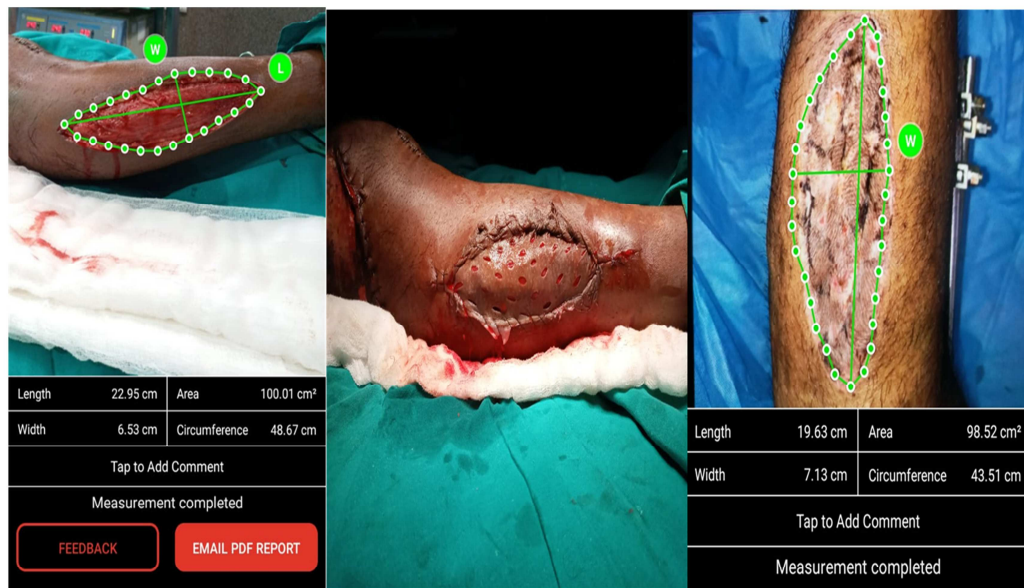 W
L
Length 22.95 cm Area 100.01 cm²
Width 6.53 cm Circumference 48.67 cm
Tap to Add Comment
Measurement completed
FEEDBACK EMAIL PDF REPORT
W
Length 19.63 cm Area 98.52 cm²
Width 7.13 cm Circumference 43.51 cm
Tap to Add Comment
Measurement completed